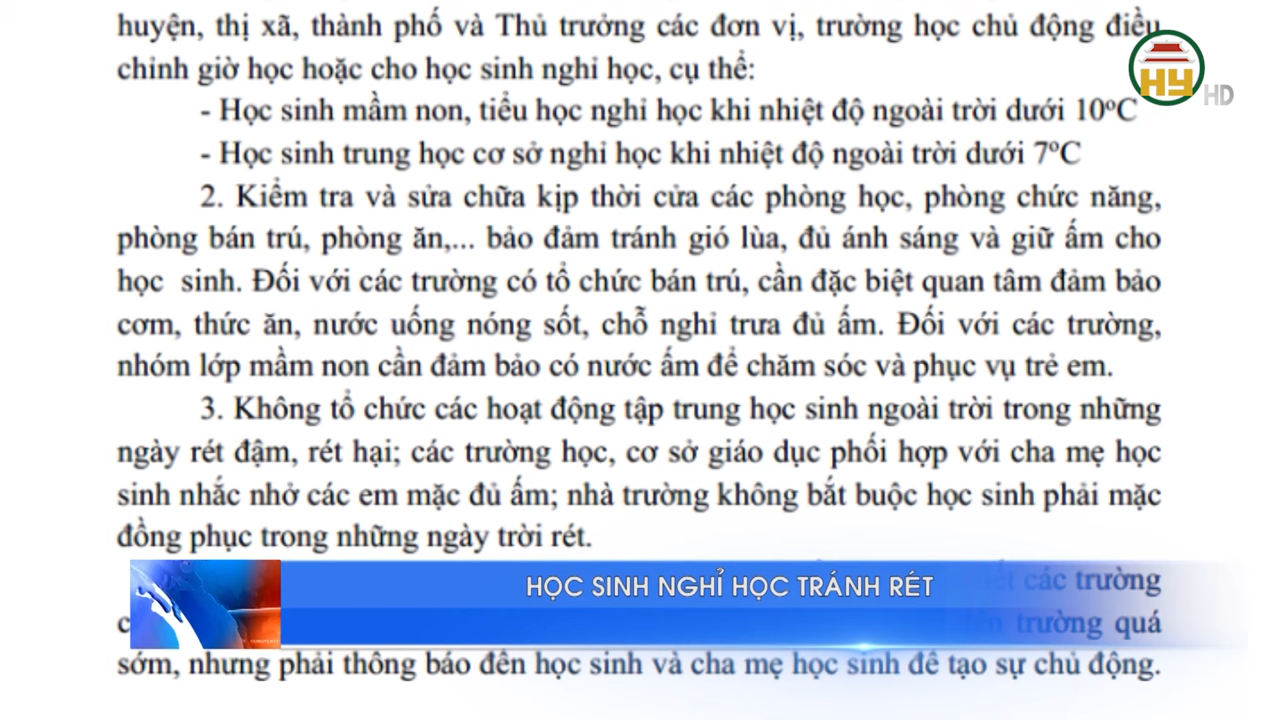 huyện, thị xã, thành phố và Thủ trưởng các đơn vị, trường học chủ động điều
chỉnh giờ học hoặc cho học sinh nghỉ học, cụ thể:
HY HD
- Học sinh mầm non, tiểu học nghỉ học khi nhiệt độ ngoài trời dưới 10ºC
- Học sinh trung học cơ sở nghỉ học khi nhiệt độ ngoài trời dưới 7ºC
2. Kiểm tra và sửa chữa kịp thời cửa các phòng học, phòng chức năng,
phòng bán trú, phòng ăn,... bảo đảm tránh gió lùa, đủ ánh sáng và giữ ấm cho
học sinh. Đối với các trường có tổ chức bán trú, cần đặc biệt quan tâm đảm bảo
cơm, thức ăn, nước uống nóng sốt, chỗ nghỉ trưa đủ ấm. Đối với các trường,
nhóm lớp mầm non cần đảm bảo có nước ấm để chăm sóc và phục vụ trẻ em.
3. Không tổ chức các hoạt động tập trung học sinh ngoài trời trong những
ngày rét đậm, rét hại; các trường học, cơ sở giáo dục phối hợp với cha mẹ học
sinh nhắc nhở các em mặc đủ ấm; nhà trường không bắt buộc học sinh phải mặc
đồng phục trong những ngày trời rét.
các trường
HỌC SINH NGHỈ HỌC TRÁNH RÉT
trường quá
sớm, nhưng phải thông báo đến học sinh và cha mẹ học sinh để tạo sự chủ động.